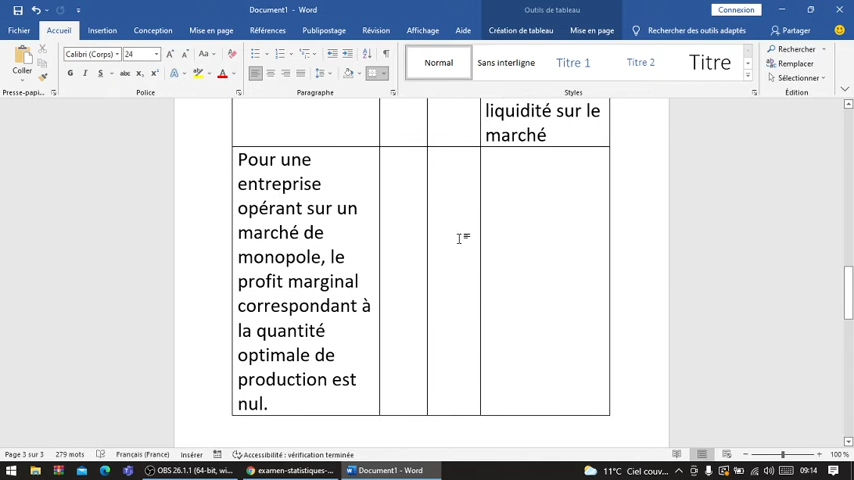 Document1 - Word
Outils de tableau
Connexion
Fichier Accueil Insertion Conception Mise en page Références Publipostage Révision Affichage Aide Création de tableau Mise en page Rechercher des outils adaptés Partager
Coller
Calibri (Corps) 24
Normal Sans interligne Titre 1 Titre 2 Titre
Rechercher
Remplacer
Sélectionner
Presse-papi... Police Paragraphe Styles Édition
liquidité sur le
marché
Pour une
entreprise
opérant sur un
marché de
monopole, le
profit marginal
correspondant à
la quantité
optimale de
production est
nul.
Page 3 sur 3 279 mots Français (France) Insérer Accessibilité : vérification terminée 100 %
OBS 26.1.1 (64-bit, wi... examen-statistiques-... Document1 - Word 11°C Ciel couv... 09:14